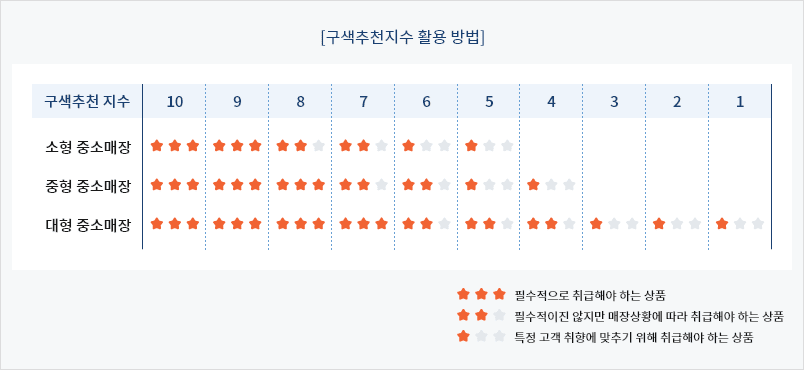 [구색추천지수 활용 방법]
구색추천 지수 10 9 8 7 6 5 4 3 2 1
소형 중소매장
중형 중소매장
대형 중소매장
필수적으로 취급해야 하는 상품
필수적이진 않지만 매장상황에 따라 취급해야 하는 상품
특정 고객 취향에 맞추기 위해 취급해야 하는 상품